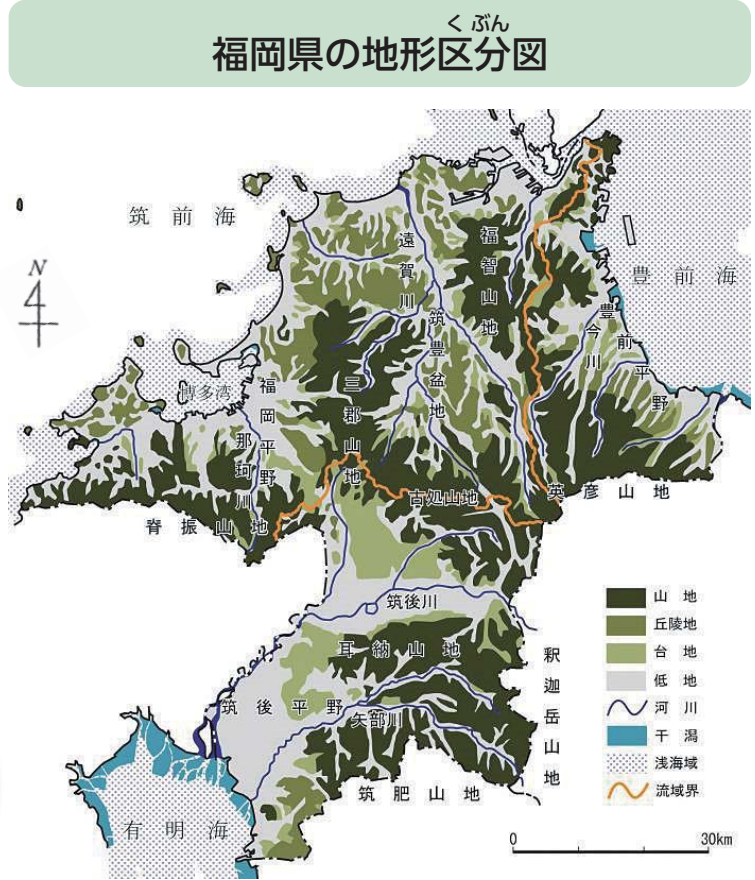 くぶん
福岡県の地形区分図
筑前海
豊前海
N
遠賀川
福智山地
筑豊盆地
今川
豊前平野
博多湾
福岡平野
三郡山地
那珂川
脊振山地
古処山地
英彦山地
筑後川
耳納山地
釈迦岳山地
筑後平野
矢部川
筑肥山地
有明海
山地
丘陵地
台地
低地
河川
干潟
浅海域
流域界
0 30km